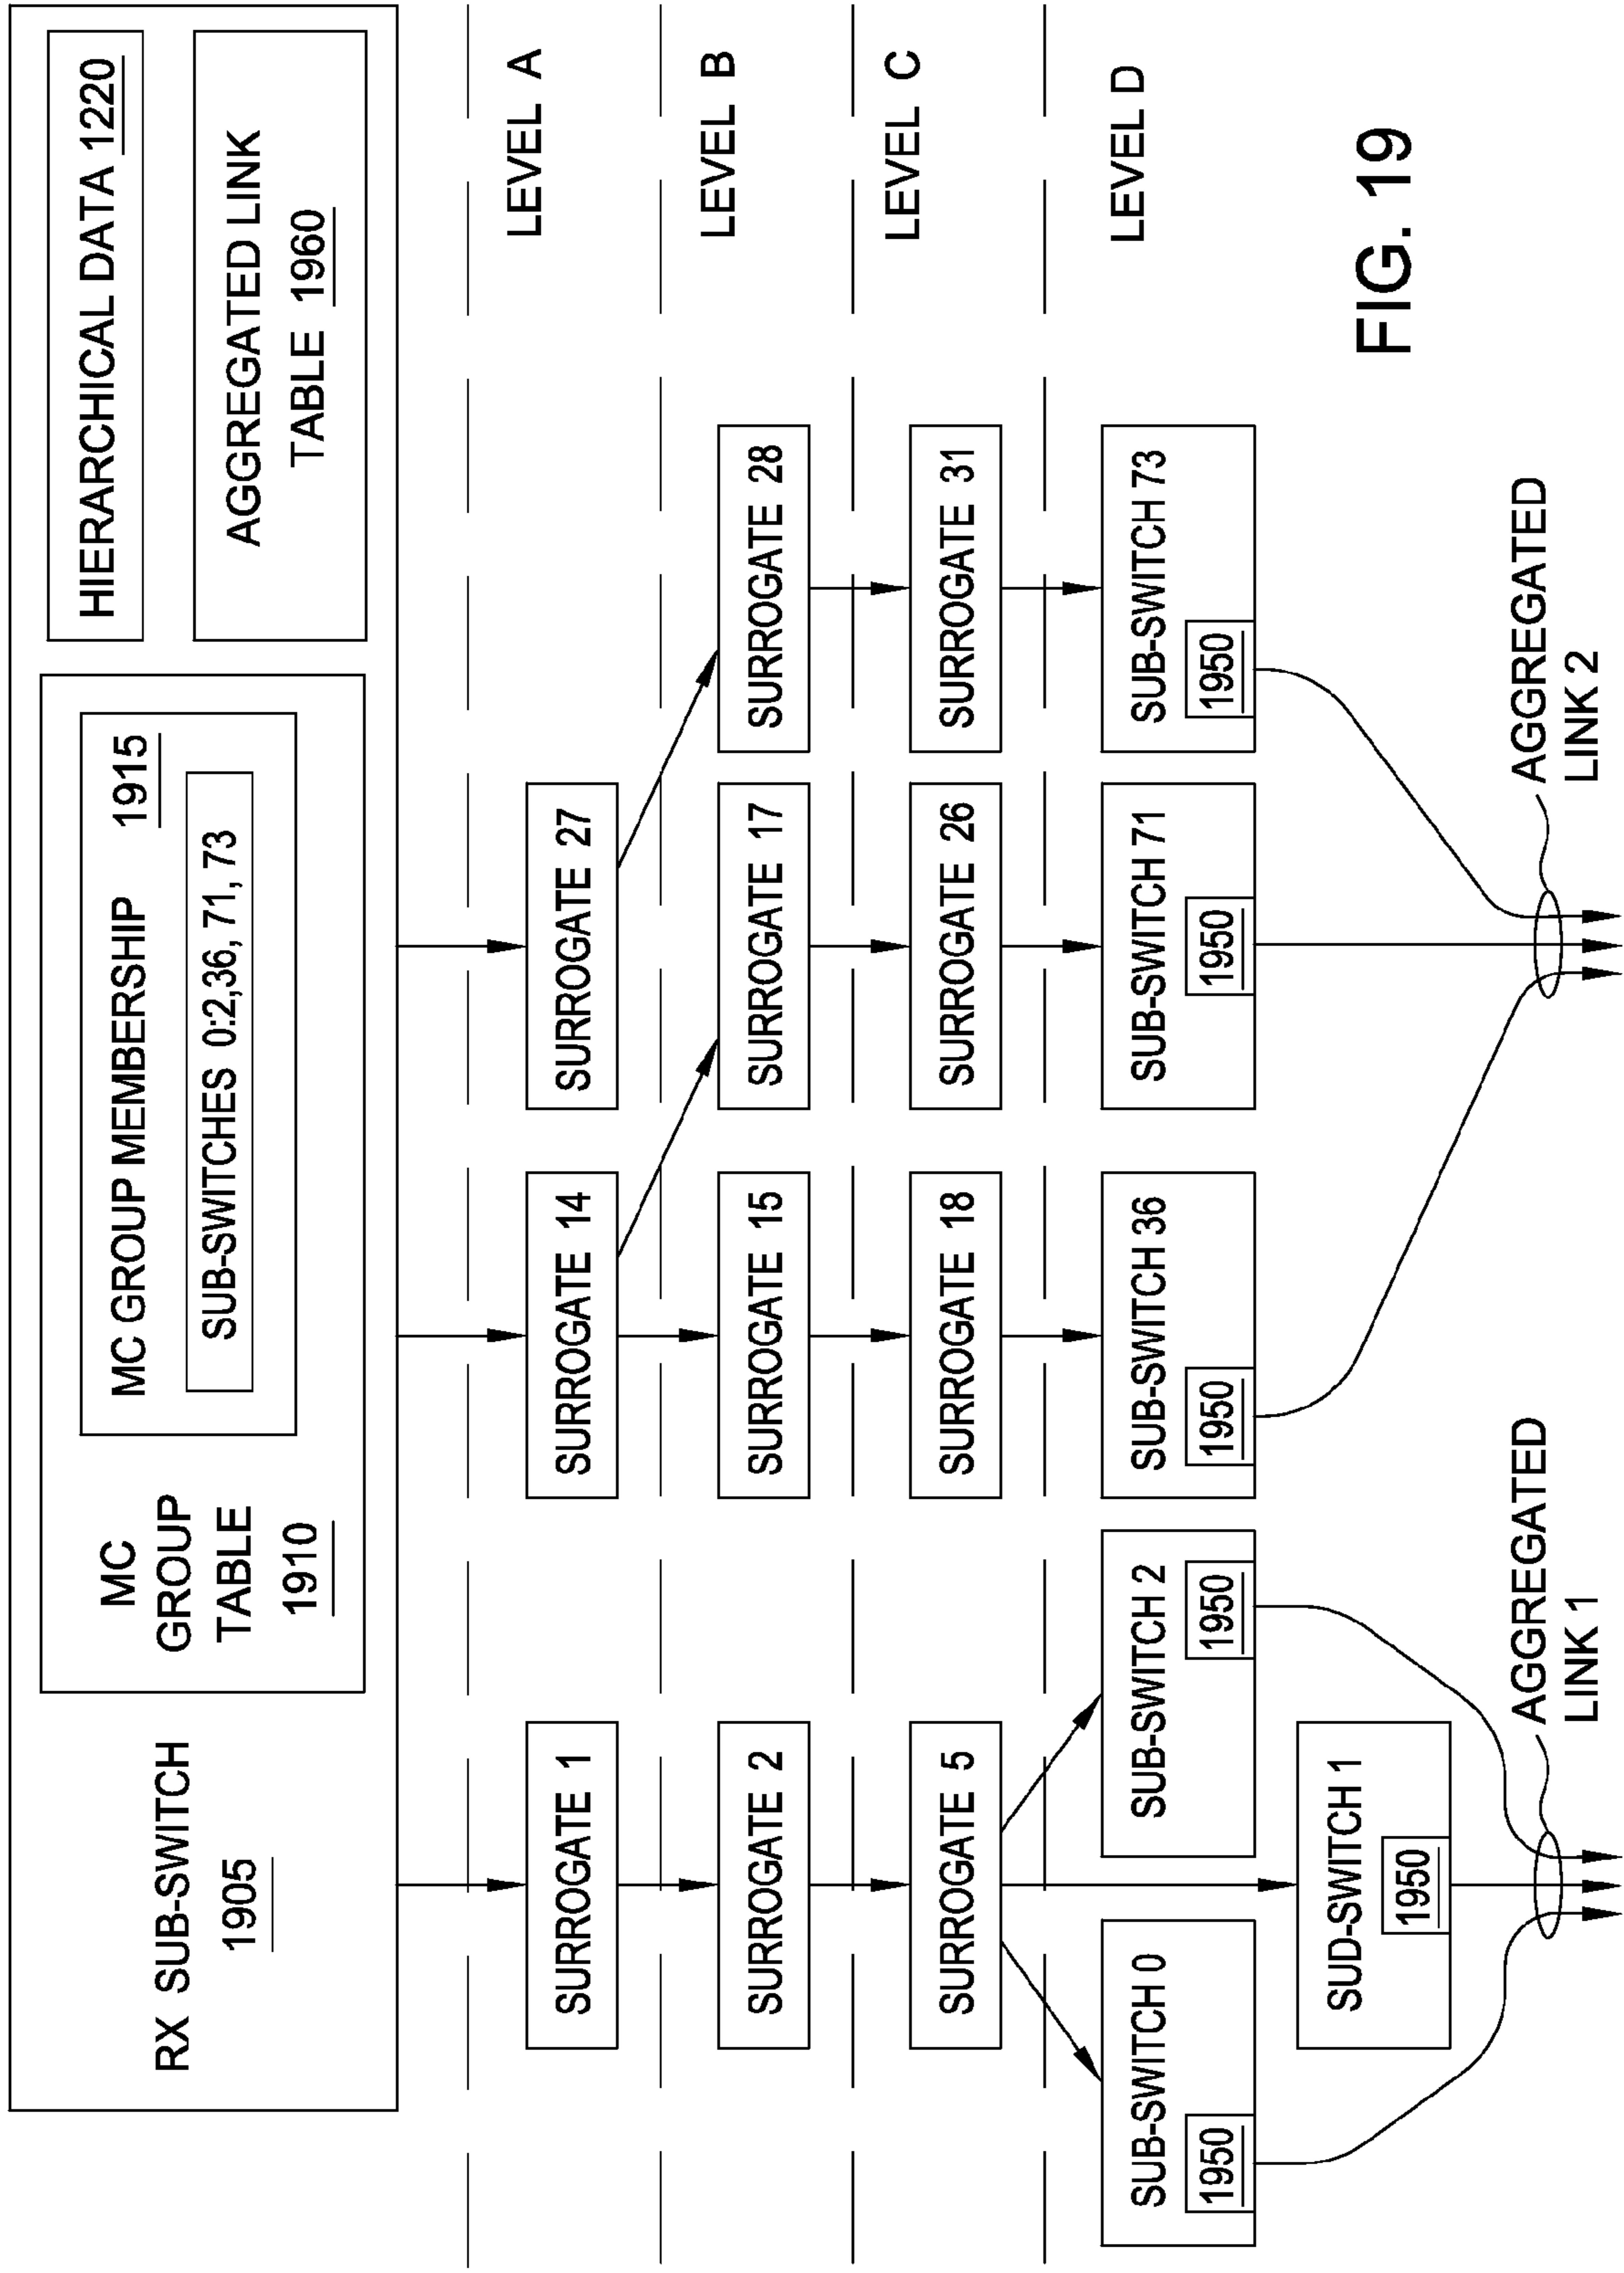 RX SUB-SWITCH
1905
MC
GROUP
TABLE
1910
MC GROUP MEMBERSHIP 1915
SUB-SWITCHES 0:2,36, 71, 73
HIERARCHICAL DATA 1220
AGGREGATED LINK
TABLE 1960
LEVEL A
SURROGATE 1
SURROGATE 14
SURROGATE 27
LEVEL B
SURROGATE 2
SURROGATE 15
SURROGATE 17
SURROGATE 28
LEVEL C
SURROGATE 5
SURROGATE 18
SURROGATE 26
SURROGATE 31
LEVEL D
SUB-SWITCH 0
1950
SUB-SWITCH 2
1950
SUB-SWITCH 36
1950
SUB-SWITCH 71
1950
SUB-SWITCH 73
1950
SUD-SWITCH 1
1950
AGGREGATED
LINK 1
AGGREGATED
LINK 2
FIG. 19